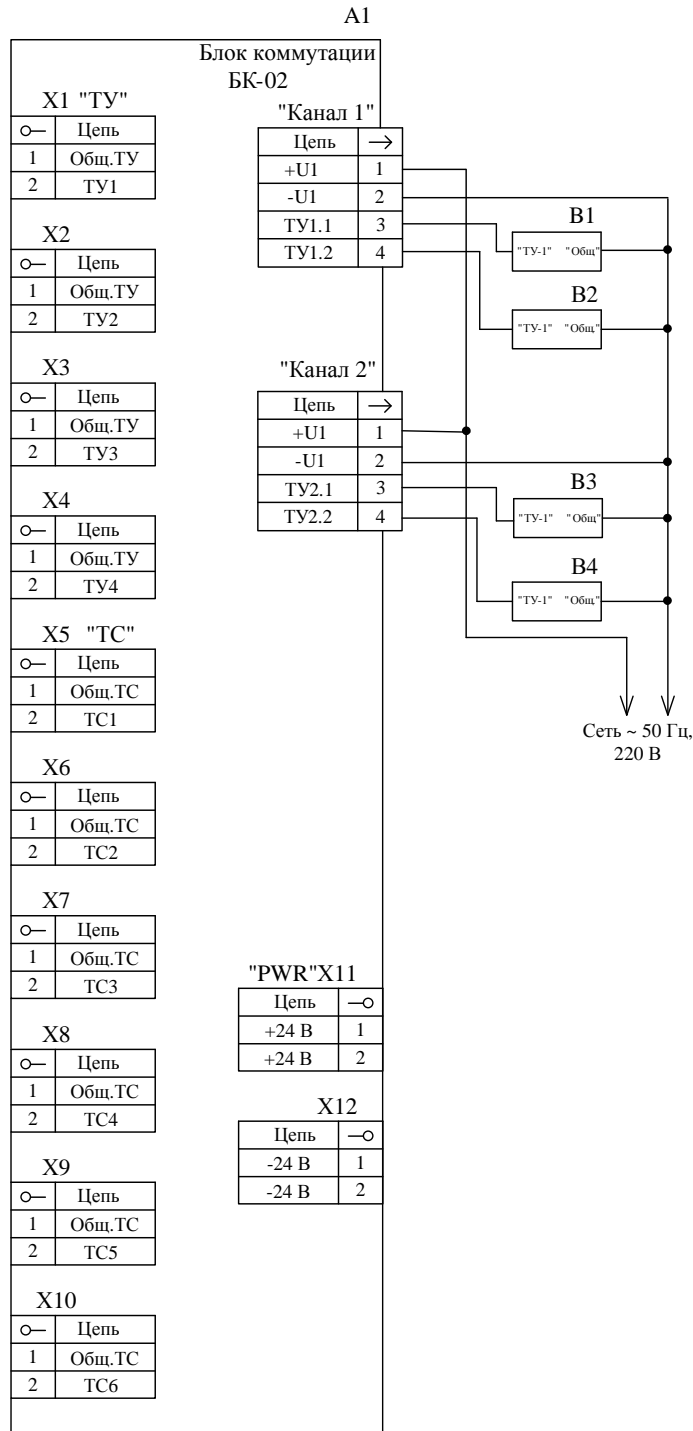 А1
Блок коммутации
БК-02
X1 "ТУ"
Цепь
1 Общ.ТУ
2 ТУ1
X2
Цепь
1 Общ.ТУ
2 ТУ2
X3
Цепь
1 Общ.ТУ
2 ТУ3
X4
Цепь
1 Общ.ТУ
2 ТУ4
X5 "ТС"
Цепь
1 Общ.ТС
2 ТС1
X6
Цепь
1 Общ.ТС
2 ТС2
X7
Цепь
1 Общ.ТС
2 ТС3
X8
Цепь
1 Общ.ТС
2 ТС4
X9
Цепь
1 Общ.ТС
2 ТС5
X10
Цепь
1 Общ.ТС
2 ТС6
"Канал 1"
Цепь →
+U1 1
-U1 2
ТУ1.1 3
ТУ1.2 4
"Канал 2"
Цепь →
+U1 1
-U1 2
ТУ2.1 3
ТУ2.2 4
"PWR"X11
Цепь
+24 В 1
+24 В 2
X12
Цепь
-24 В 1
-24 В 2
В1
"ТУ-1" "Общ"
В2
"ТУ-1" "Общ."
В3
"ТУ-1" "Общ"
В4
"ТУ-1" "Общ."
Сеть ~ 50 Гц,
220 В